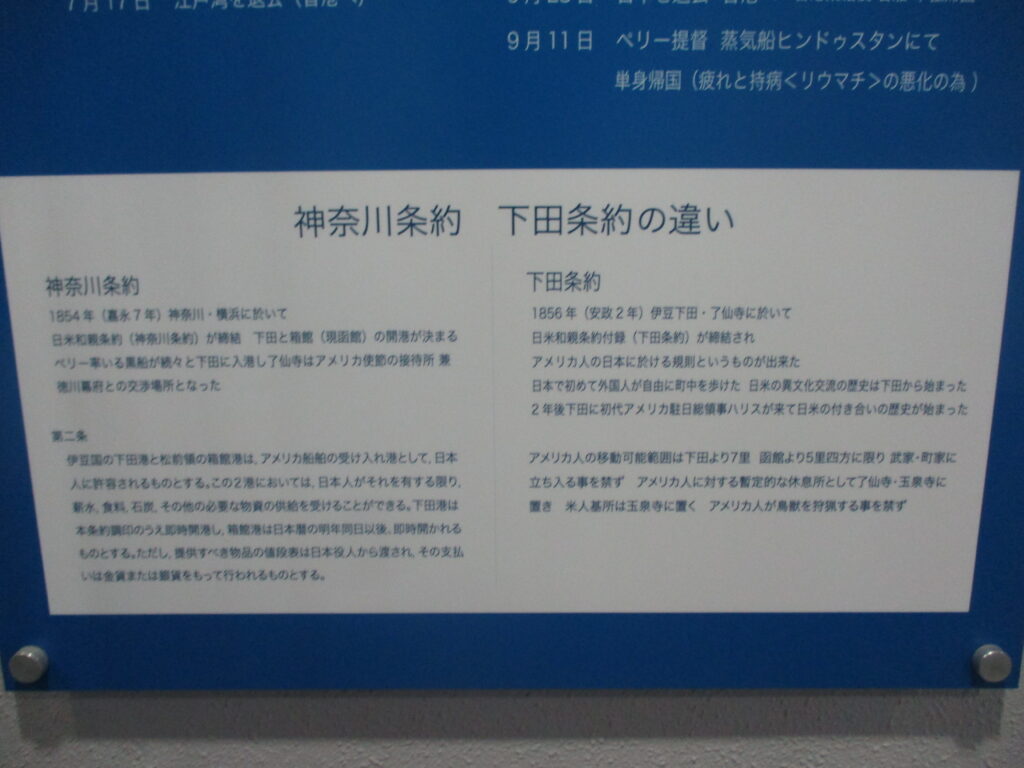 7月17日 江戸湾を退去（香港へ）
9月11日 ペリー提督 蒸気船ヒンドゥスタンにて
単身帰国（疲れと持病<リウマチ>の悪化の為）
神奈川条約 下田条約の違い
神奈川条約
1854年（嘉永7年）神奈川・横浜に於いて
日米和親条約（神奈川条約）が締結 下田と箱館（現函館）の開港が決まる
ペリー率いる黒船が続々と下田に入港し了仙寺はアメリカ使節の接待所 兼
徳川幕府との交渉場所となった
第二条
伊豆国の下田港と松前領の箱館港は、アメリカ船舶の受け入れ港として、日本
人に許容されるものとする。この2港においては、日本人がそれを有する限り、
薪水、食料、石炭、その他の必要な物資の供給を受けることができる。下田港は
本条約調印のうえ即時開港し、箱館港は日本暦の明年同日以後、即時開かれる
ものとする。ただし、提供すべき物品の値段表は日本役人から渡され、その支払
いは金貨または銀貨をもって行われるものとする。
下田条約
1856年（安政2年）伊豆下田・了仙寺に於いて
日米和親条約付録（下田条約）が締結され
アメリカ人の日本に於ける規則というものが出来た
日本で初めて外国人が自由に町中を歩けた 日米の異文化交流の歴史は下田から始まった
2年後下田に初代アメリカ駐日総領事ハリスが来て日米の付き合いの歴史が始まった
アメリカ人の移動可能範囲は下田より7里 函館より5里四方に限り 武家・町家に
立ち入る事を禁ず アメリカ人に対する暫定的な休息所として了仙寺・玉泉寺に
置き 米人墓所は玉泉寺に置く アメリカ人が鳥獣を狩猟する事を禁ず